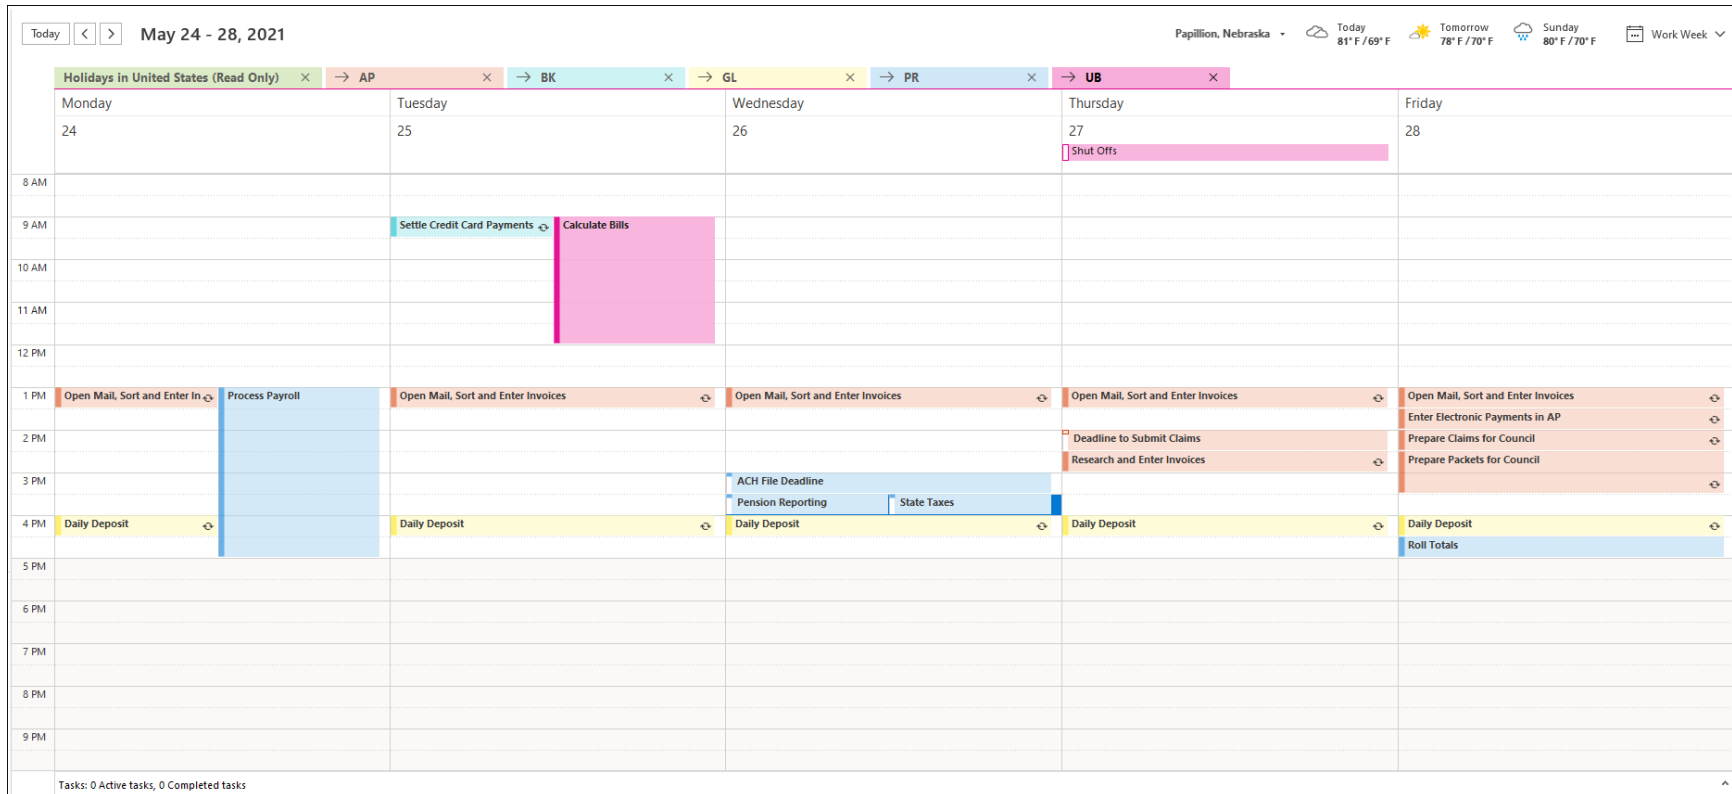 Today
May 24 - 28, 2021
Papillion, Nebraska
Today
81° F / 69° F
Tomorrow
78° F / 70° F
Sunday
80° F / 70° F
Work Week
Holidays in United States (Read Only)
→ AP
→ BK
→ GL
→ PR
→ UB
Monday
Tuesday
Wednesday
Thursday
Friday
24
25
26
27
28
Shut Offs
8 AM
9 AM
Settle Credit Card Payments
Calculate Bills
10 AM
11 AM
12 PM
1 PM
Open Mail, Sort and Enter In
Process Payroll
Open Mail, Sort and Enter Invoices
Open Mail, Sort and Enter Invoices
Open Mail, Sort and Enter Invoices
Open Mail, Sort and Enter Invoices
Enter Electronic Payments in AP
2 PM
Deadline to Submit Claims
Prepare Claims for Council
Research and Enter Invoices
Prepare Packets for Council
3 PM
ACH File Deadline
Pension Reporting
State Taxes
4 PM
Daily Deposit
Daily Deposit
Daily Deposit
Daily Deposit
Daily Deposit
Roll Totals
5 PM
6 PM
7 PM
8 PM
9 PM
Tasks: 0 Active tasks, 0 Completed tasks